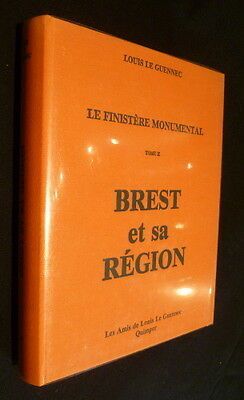 LOUIS LE GUENNEC
LE FINISTÈRE MONUMENTAL
TOME II
BREST
et sa
RÉGION
Les Amis de Louis Le Guennec
Quimper